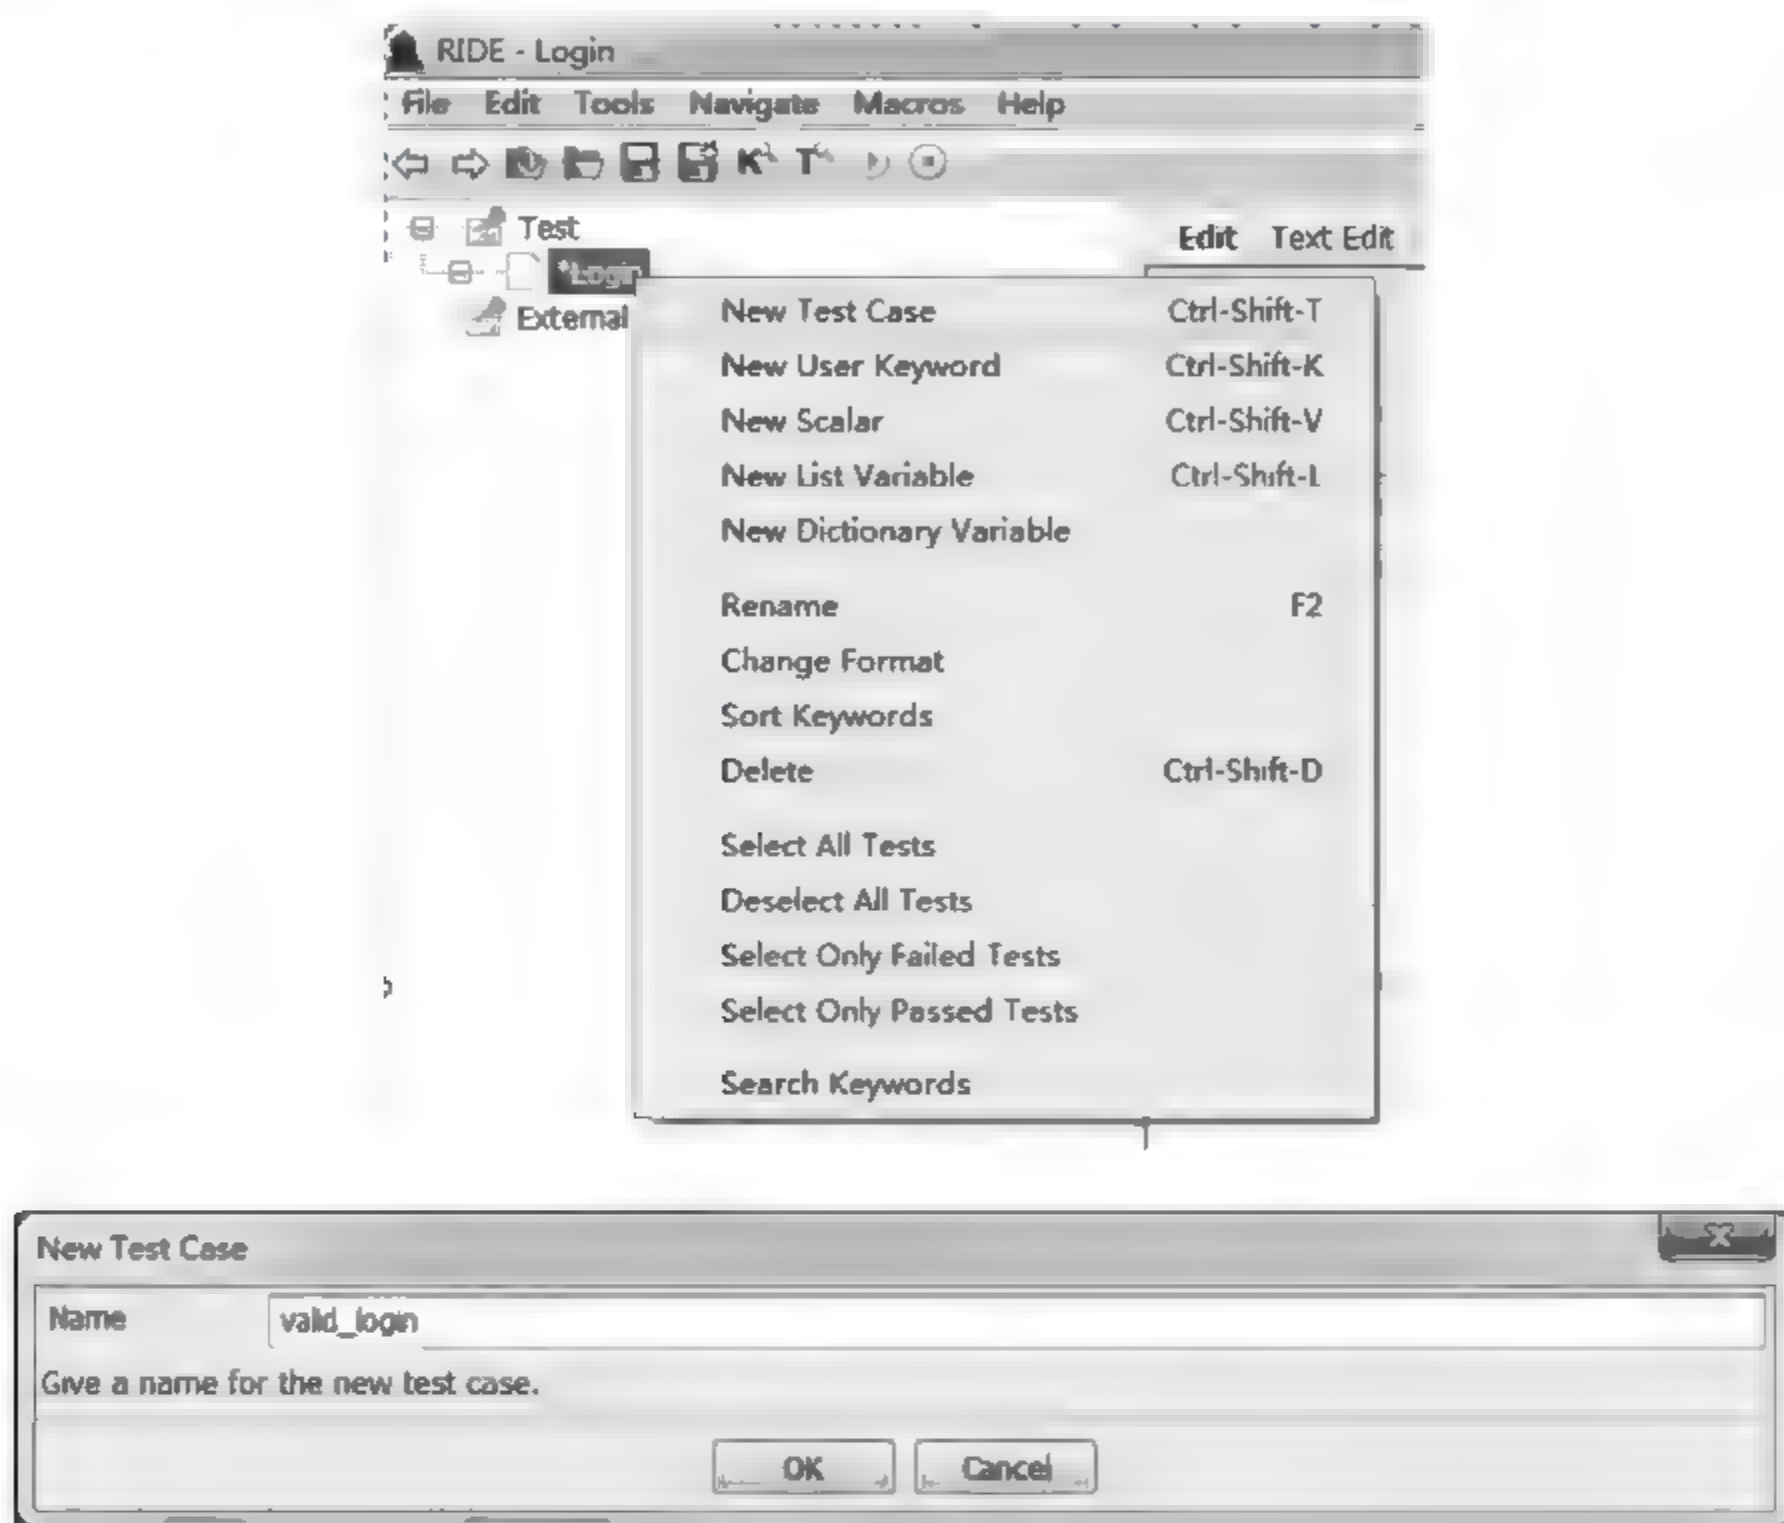 RIDE - Login
File Edit Tools Navigate Macros Help
K T
Test
Edit Text Edit
*Login
External
New Test Case Ctrl-Shift-T
New User Keyword Ctrl-Shift-K
New Scalar Ctrl-Shift-V
New List Variable Ctrl-Shift-L
New Dictionary Variable
Rename F2
Change Format
Sort Keywords
Delete Ctrl-Shift-D
Select All Tests
Deselect All Tests
Select Only Failed Tests
Select Only Passed Tests
Search Keywords
New Test Case
Name valid_login
Give a name for the new test case.
OK Cancel